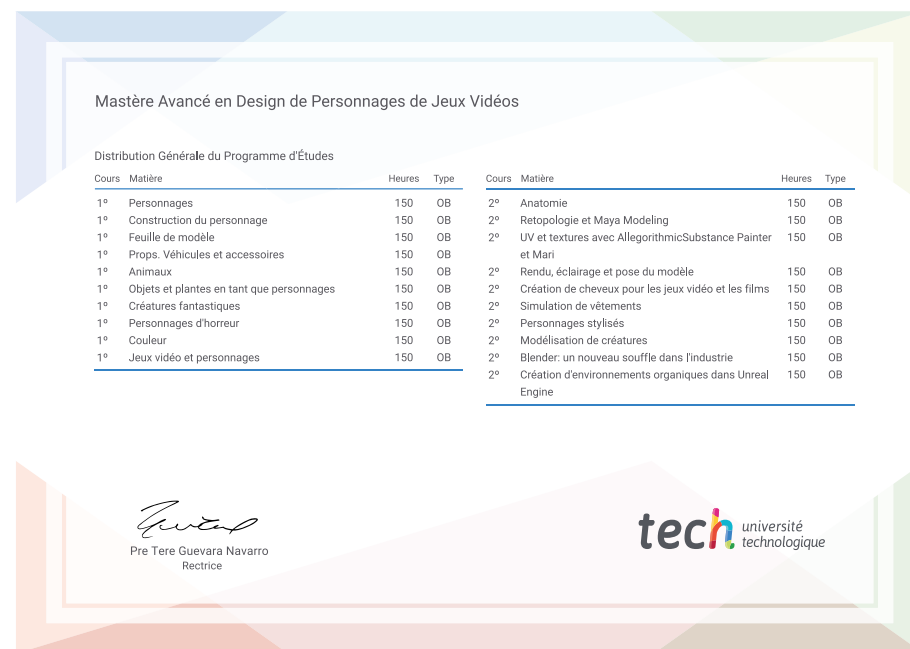 Mastère Avancé en Design de Personnages de Jeux Vidéos
Distribution Générale du Programme d'Études
Cours Matière Heures Type
1º Personnages 150 OB
1º Construction du personnage 150 OB
1º Feuille de modèle 150 OB
1º Props. Véhicules et accessoires 150 OB
1º Animaux 150 OB
1º Objets et plantes en tant que personnages 150 OB
1º Créatures fantastiques 150 OB
1º Personnages d'horreur 150 OB
1º Couleur 150 OB
1º Jeux vidéo et personnages 150 OB
Cours Matière Heures Type
2º Anatomie 150 OB
2º Retopologie et Maya Modeling 150 OB
2º UV et textures avec AllegorithmicSubstance Painter 150 OB
et Mari
2º Rendu, éclairage et pose du modèle 150 OB
2º Création de cheveux pour les jeux vidéo et les films 150 OB
2º Simulation de vêtements 150 OB
2º Personnages stylisés 150 OB
2º Modélisation de créatures 150 OB
2º Blender: un nouveau souffle dans l'industrie 150 OB
2º Création d'environnements organiques dans Unreal 150 OB
Engine
Pre Tere Guevara Navarro
Rectrice
tech université
technologique